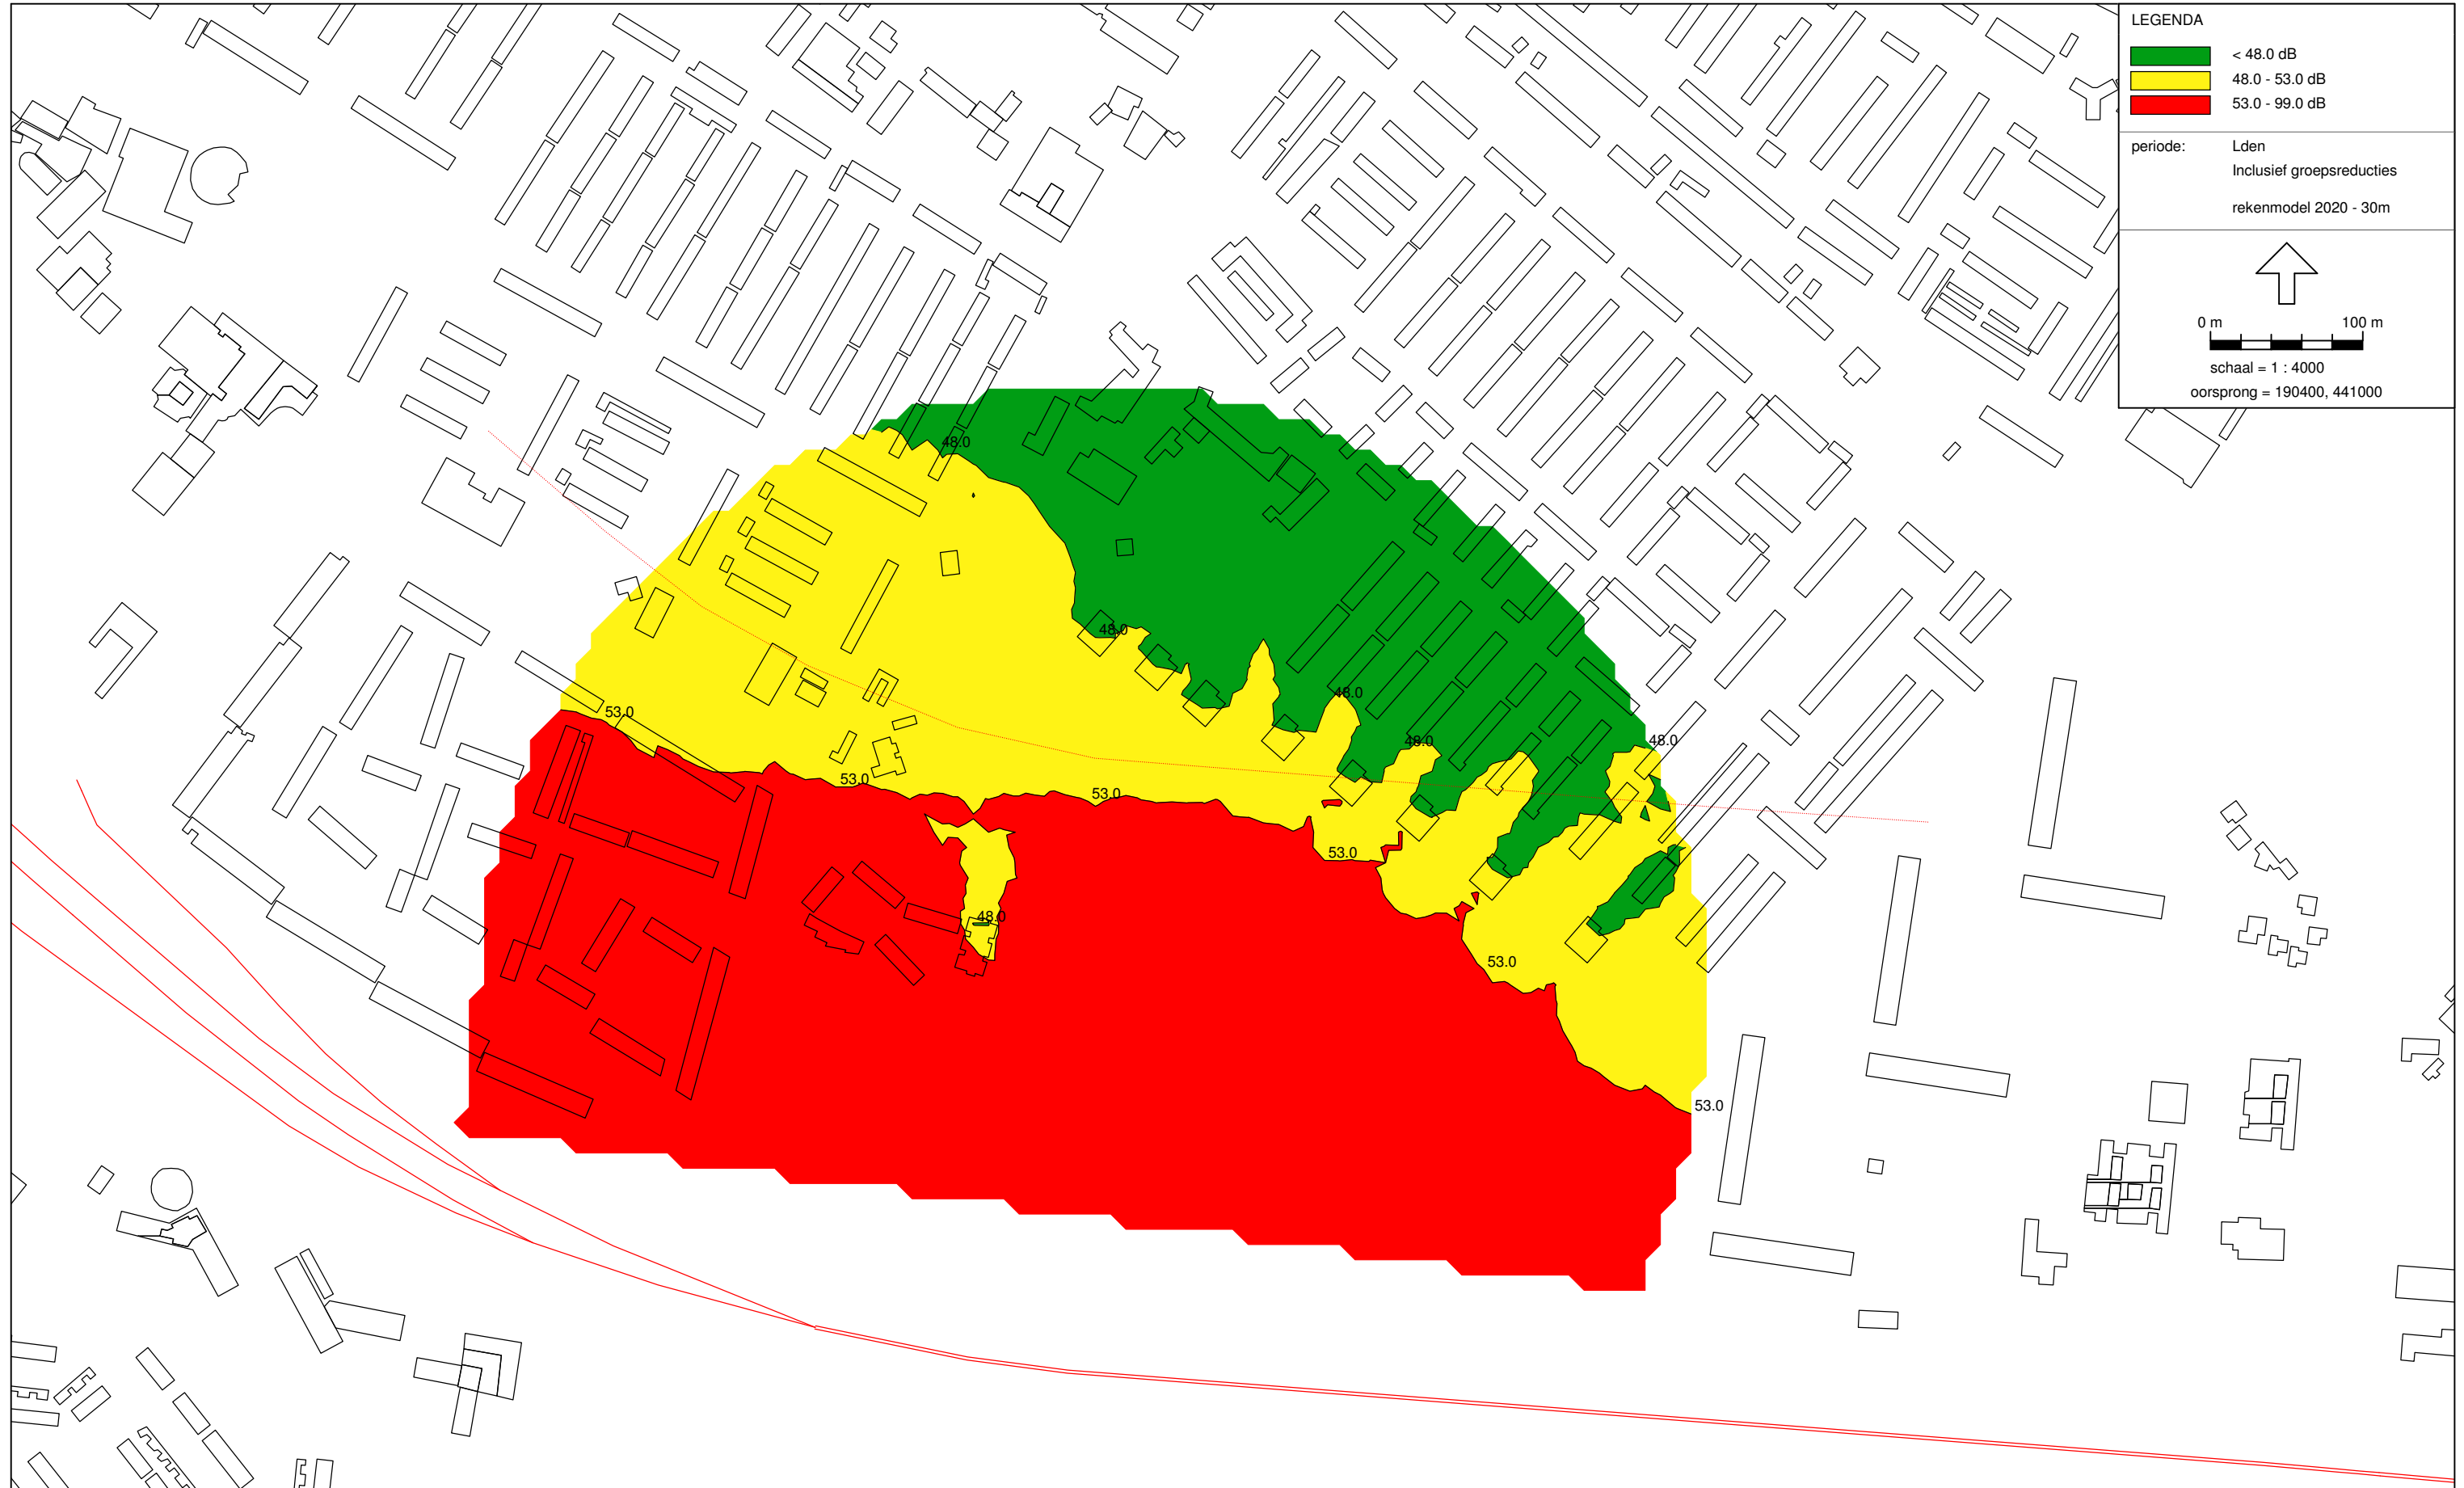 LEGENDA
< 48.0 dB
48.0 - 53.0 dB
53.0 - 99.0 dB
periode: Lden
Inclusief groepsreducties
rekenmodel 2020 - 30m
0 m 100 m
schaal = 1 : 4000
oorsprong = 190400, 441000
48.0
48.0
48.0
53.0
48.0
48.0
53.0
53.0
53.0
48.0
53.0
53.0